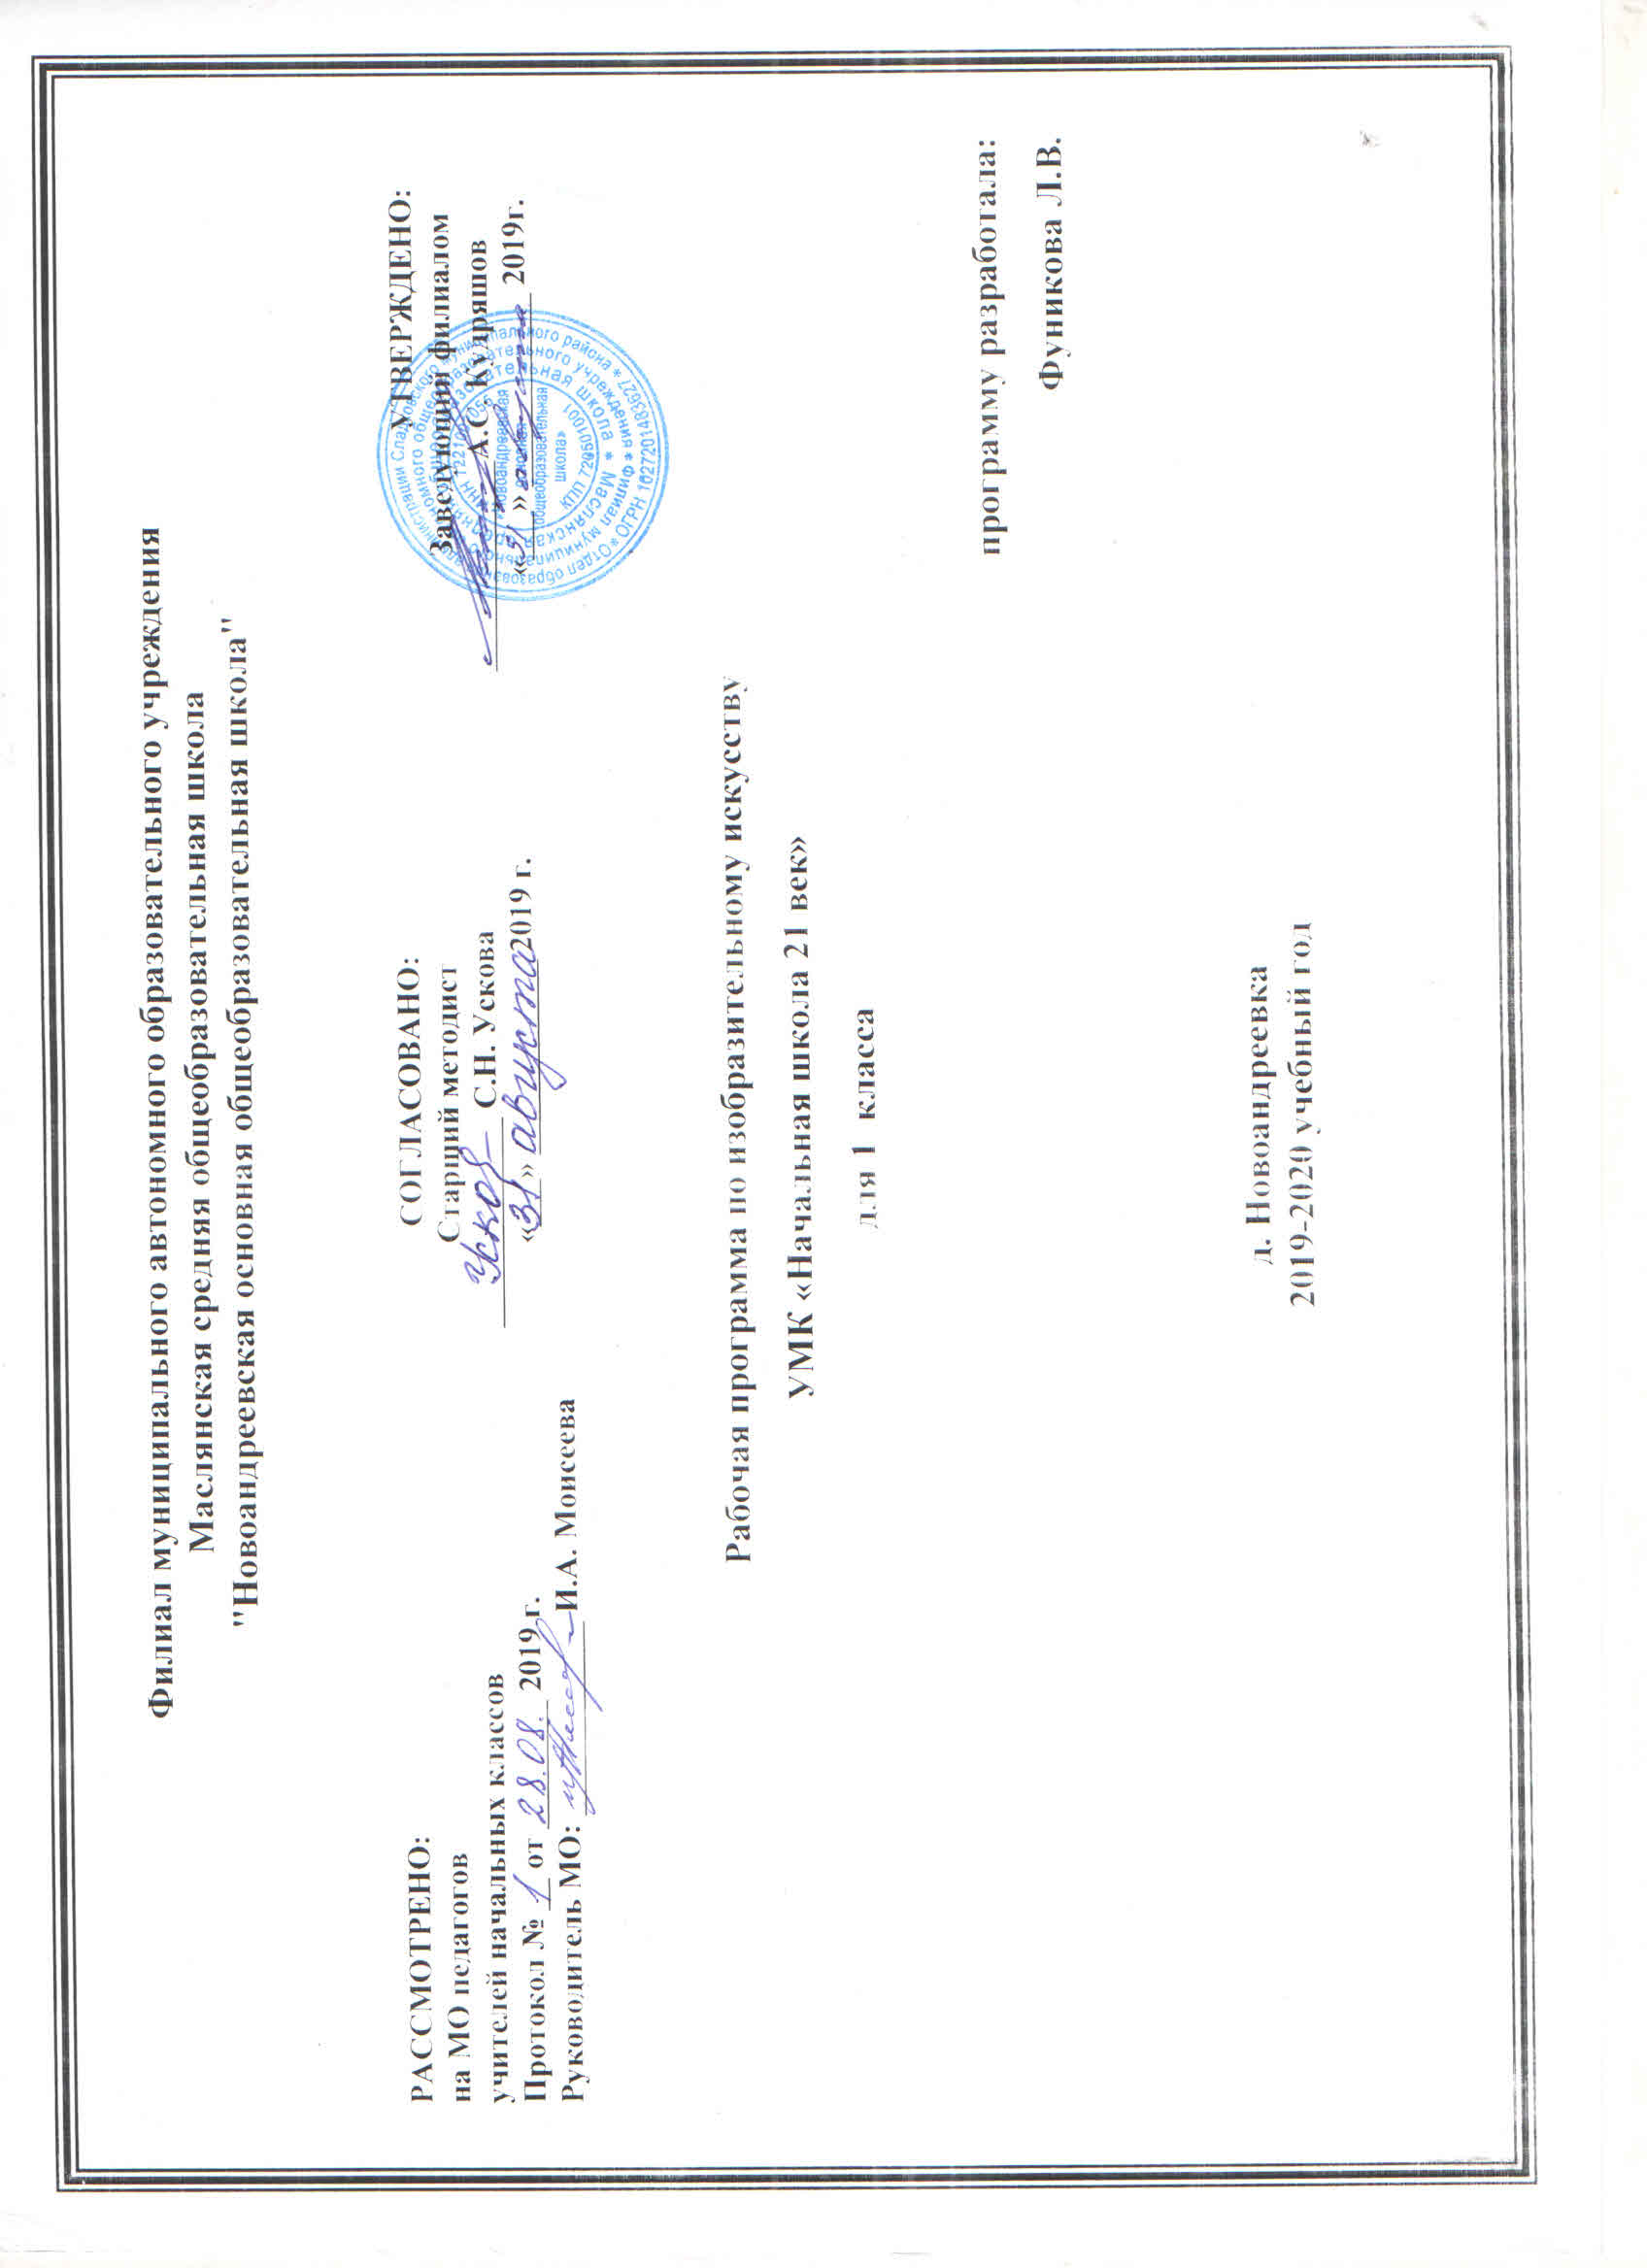 Филиал муниципального автономного образовательного учреждения
Маслянская средняя общеобразовательная школа
"Новоандреевская основная общеобразовательная школа"
РАССМОТРЕНО:
на МО педагогов
учителей начальных классов
Протокол № 1 от 28.08. 2019 г.
Руководитель МО: И.А. Моисеева
СОГЛАСОВАНО:
Старший методист
С.Н. Ускова
«31» августа 2019 г.
УТВЕРЖДЕНО:
Заведующий филиалом
А.С. Кудряшов
«31» августа 2019г.
Рабочая программа по изобразительному искусству
УМК «Начальная школа 21 век»
для 1 класса
программу разработала:
Фуникова Л.В.
д. Новоандреевка
2019-2020 учебный год